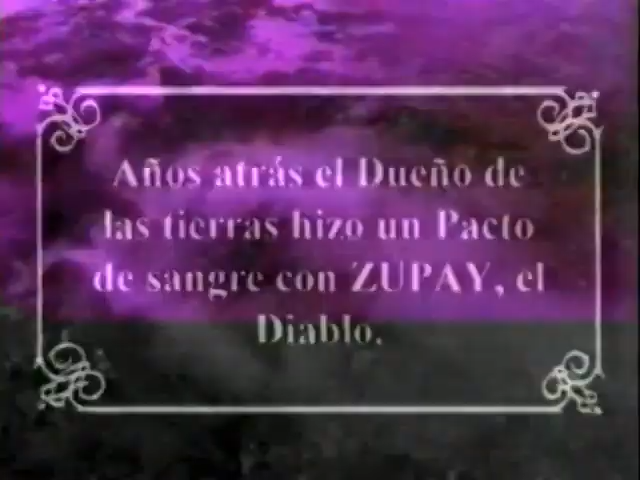 Años atrás el Dueño de
las tierras hizo un Pacto
de sangre con ZUPAY, el
Diablo.